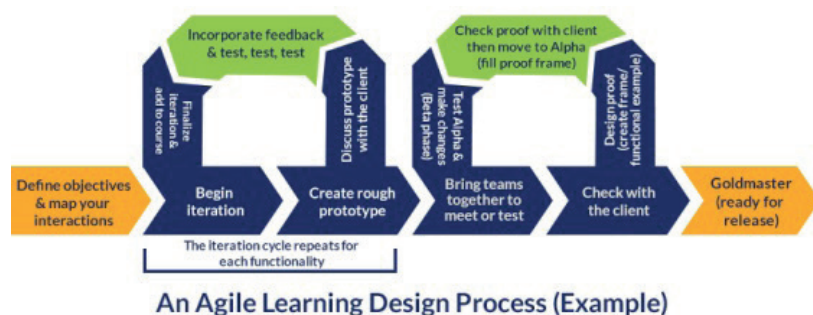 Incorporate feedback
& test, test, test
Check proof with client
then move to Alpha
(fill proof frame)
Finalize
iteration &
add to course
Discuss prototype
with the client
Test Alpha &
make changes
(Beta phase)
Design proof
(create frame/
functional example)
Define objectives
& map your
interactions
Begin
iteration
Create rough
prototype
Bring teams
together to
meet or test
Check with
the client
Goldmaster
(ready for
release)
The iteration cycle repeats for
each functionality
An Agile Learning Design Process (Example)